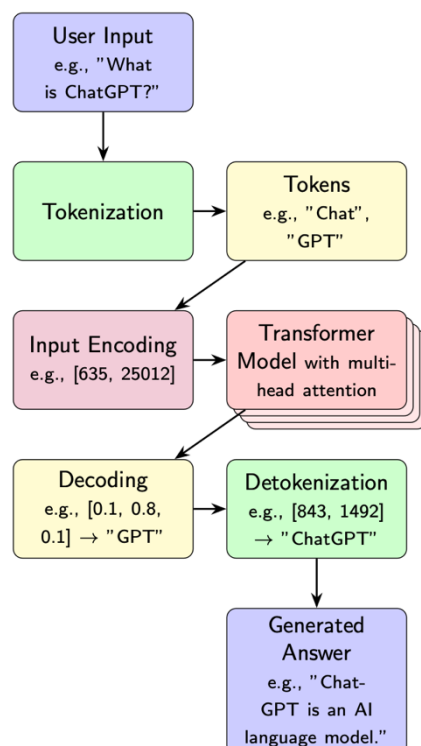 User Input
e.g., "What
is ChatGPT?"
Tokenization
Tokens
e.g., "Chat",
"GPT"
Input Encoding
e.g., [635, 25012]
Transformer
Model with multi-
head attention
Decoding
e.g., [0.1, 0.8,
0.1] → "GPT"
Detokenization
e.g., [843, 1492]
→ "ChatGPT"
Generated
Answer
e.g., "Chat-
GPT is an AI
language model."